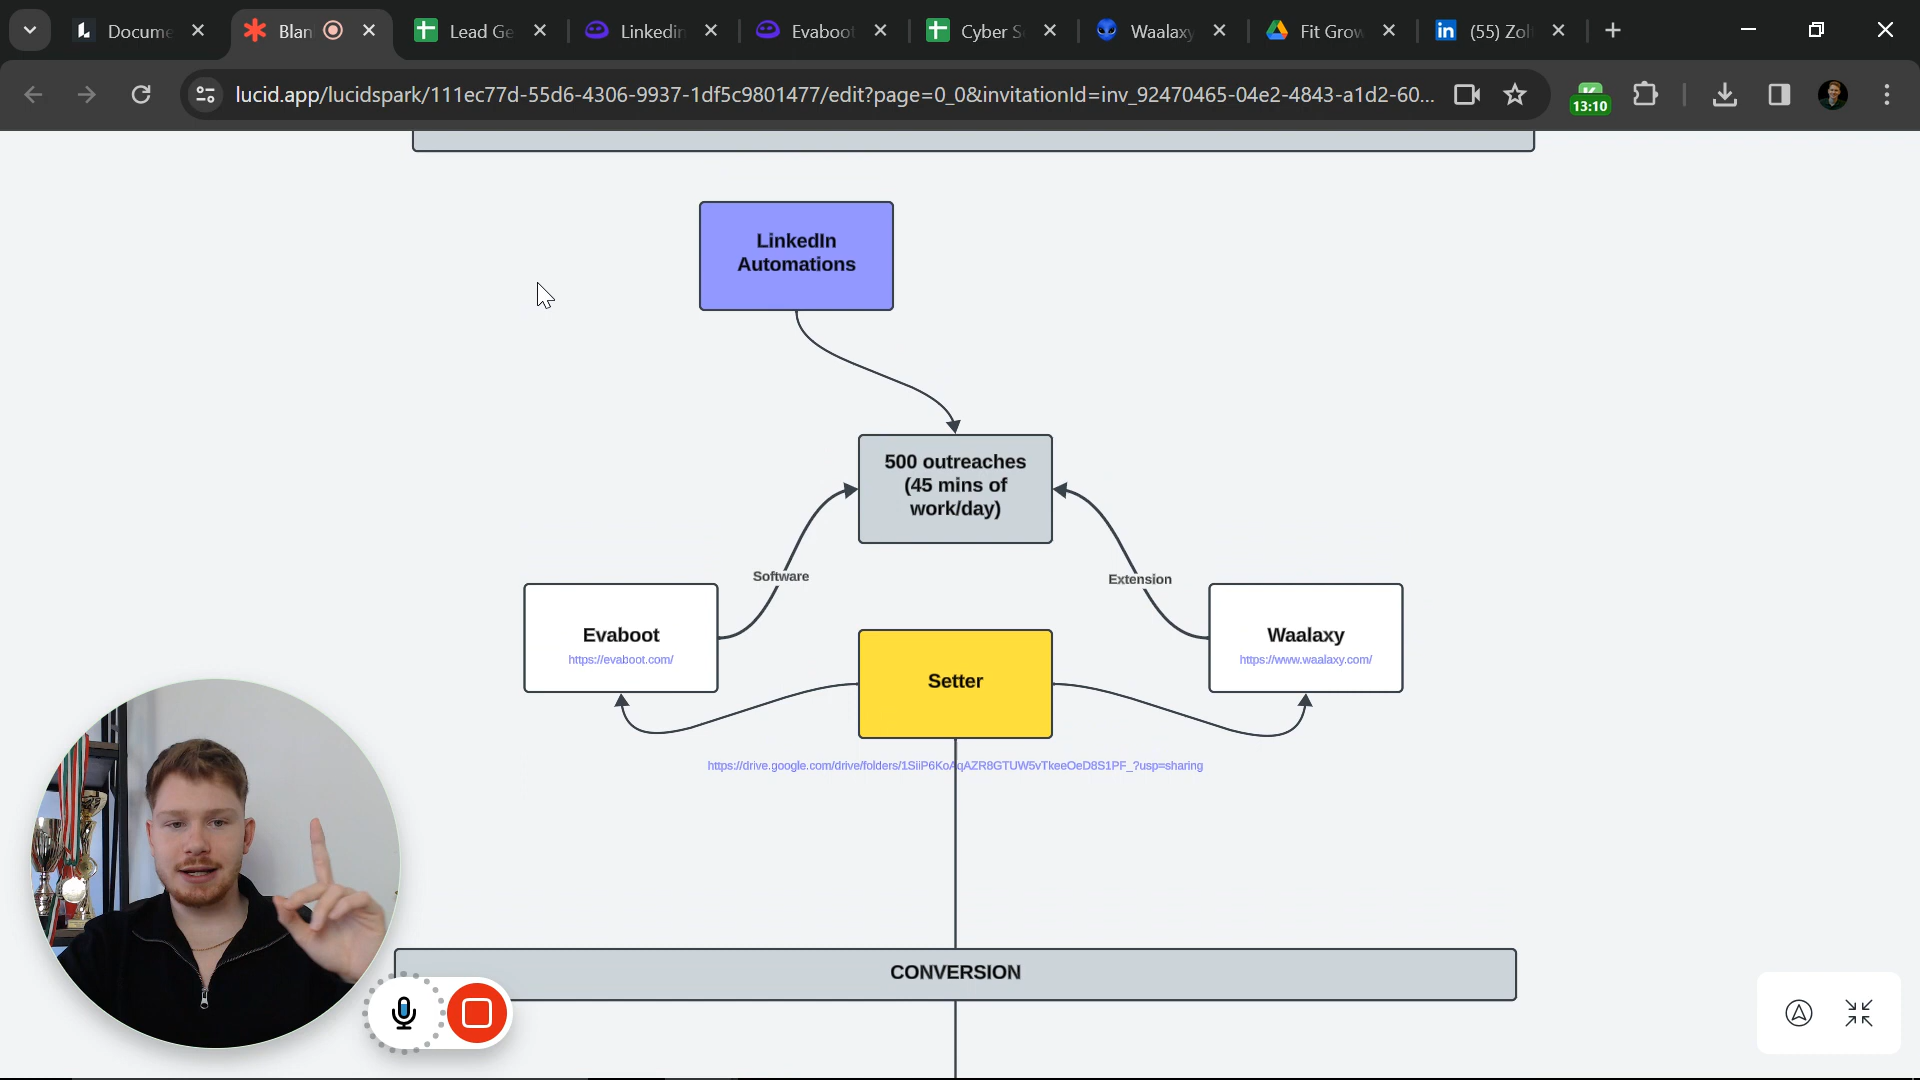 Docume
Blan
Lead Ge
Linkedin
Evaboot
Cyber S
Waalaxy
Fit Grow
in
(55) Zol
lucid.app/lucidspark/111ec77d-55d6-4306-9937-1df5c9801477/edit?page=0_0&invitationId=inv_92470465-04e2-4843-a1d2-60...
13:10
LinkedIn
Automations
500 outreaches
(45 mins of
work/day)
Software
Extension
Evaboot
https://evaboot.com/
Setter
Waalaxy
https://www.waalaxy.com/
https://drive.google.com/drive/folders/1SiiP6KoAqAZR8GTUW5vTkeeOeD8S1PF_?usp=sharing
CONVERSION